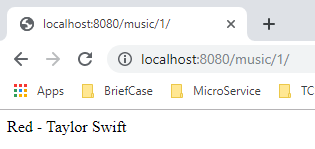 localhost:8080/music/1/
localhost:8080/music/1/
Apps BriefCase MicroService TC
Red - Taylor Swift